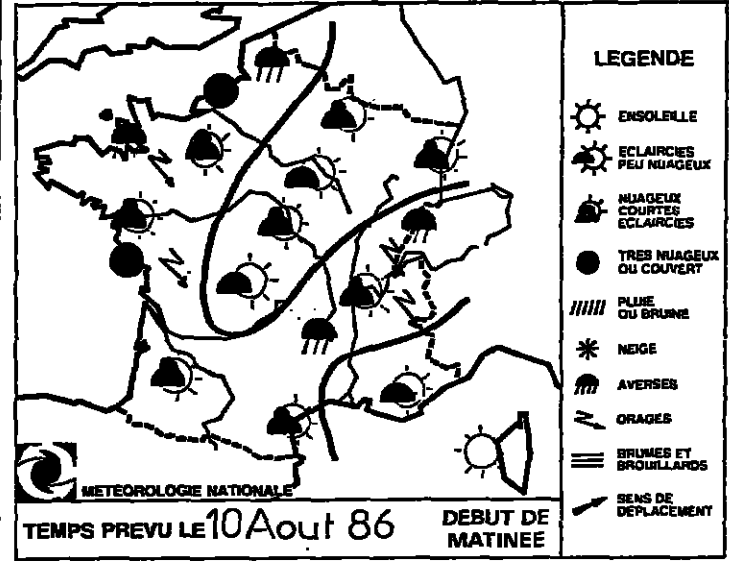 LEGENDE
ENSOLEILLE
ECLAIRCIES
PEU NUAGEUX
NUAGEUX
COURTES
ECLAIRCIES
TRES NUAGEUX
OU COUVERT
PLUIE
OU BRUINE
NEIGE
AVERSES
ORAGES
BRUMES ET
BROUILLARDS
SENS DE
DEPLACEMENT
METEOROLOGIE NATIONALE
TEMPS PREVU LE 10 Aout 86
DEBUT DE
MATINEE